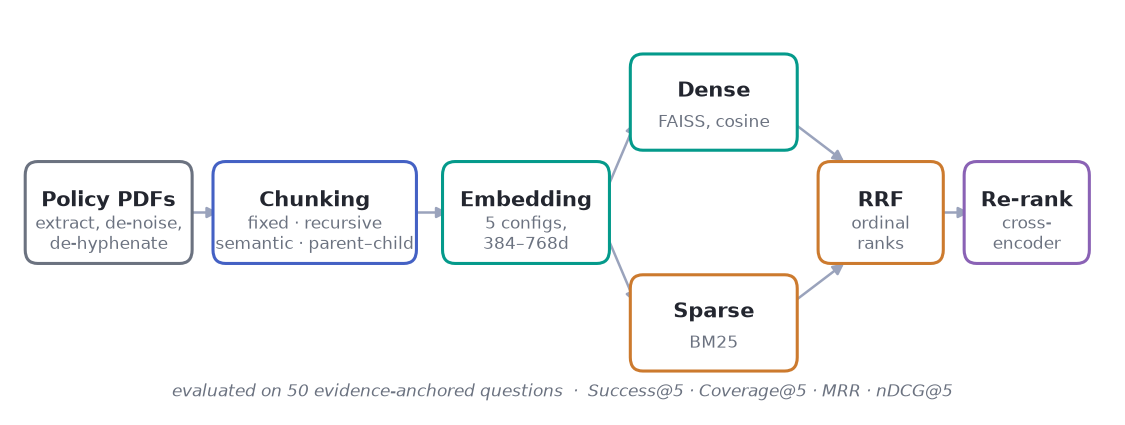 Policy PDFs
extract, de-noise,
de-hyphenate
Chunking
fixed · recursive
semantic · parent–child
Embedding
5 configs,
384–768d
Dense
FAISS, cosine
Sparse
BM25
RRF
ordinal
ranks
Re-rank
cross-
encoder
evaluated on 50 evidence-anchored questions · Success@5 · Coverage@5 · MRR · nDCG@5